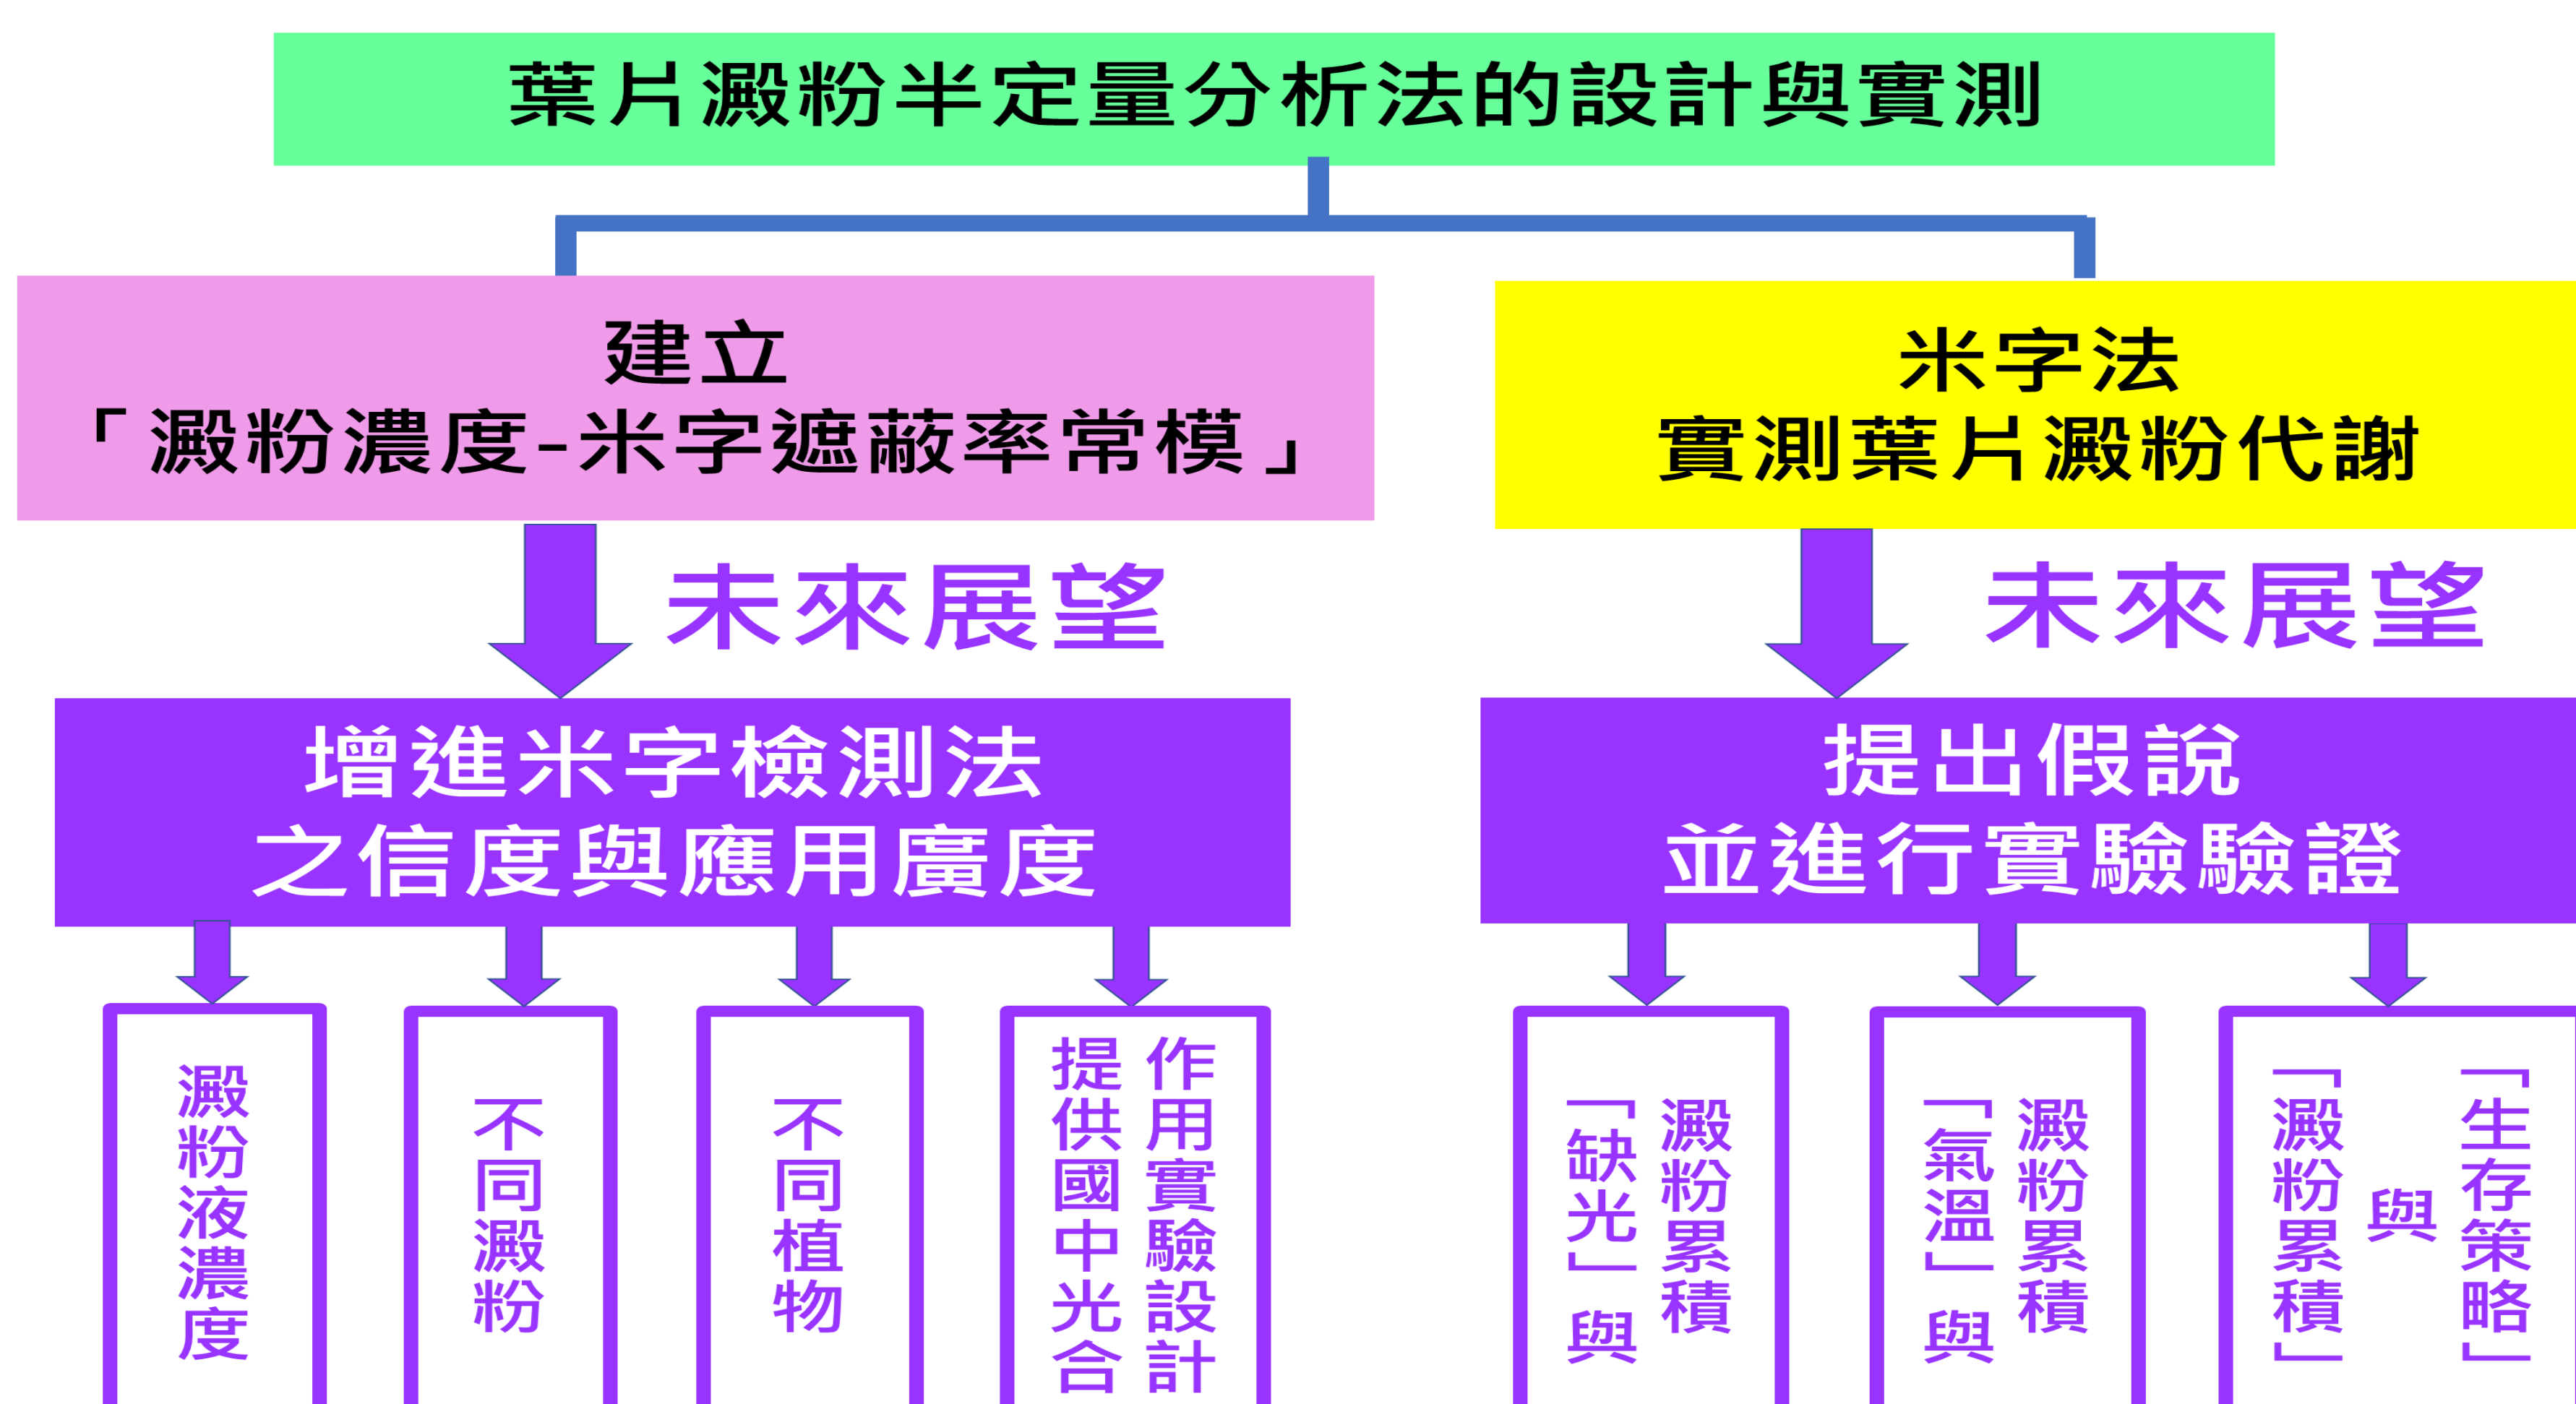 葉片澱粉半定量分析法的設計與實測
建立
「澱粉濃度-米字遮蔽率常模」
米字法
實測葉片澱粉代謝
未來展望
未來展望
增進米字檢測法
之信度與應用廣度
提出假說
並進行實驗驗證
澱粉液濃度
不同澱粉
不同植物
提供國中光合
作用實驗設計
「缺光」與
澱粉累積
「氣溫」與
澱粉累積
「澱粉累積」
與
「生存策略」